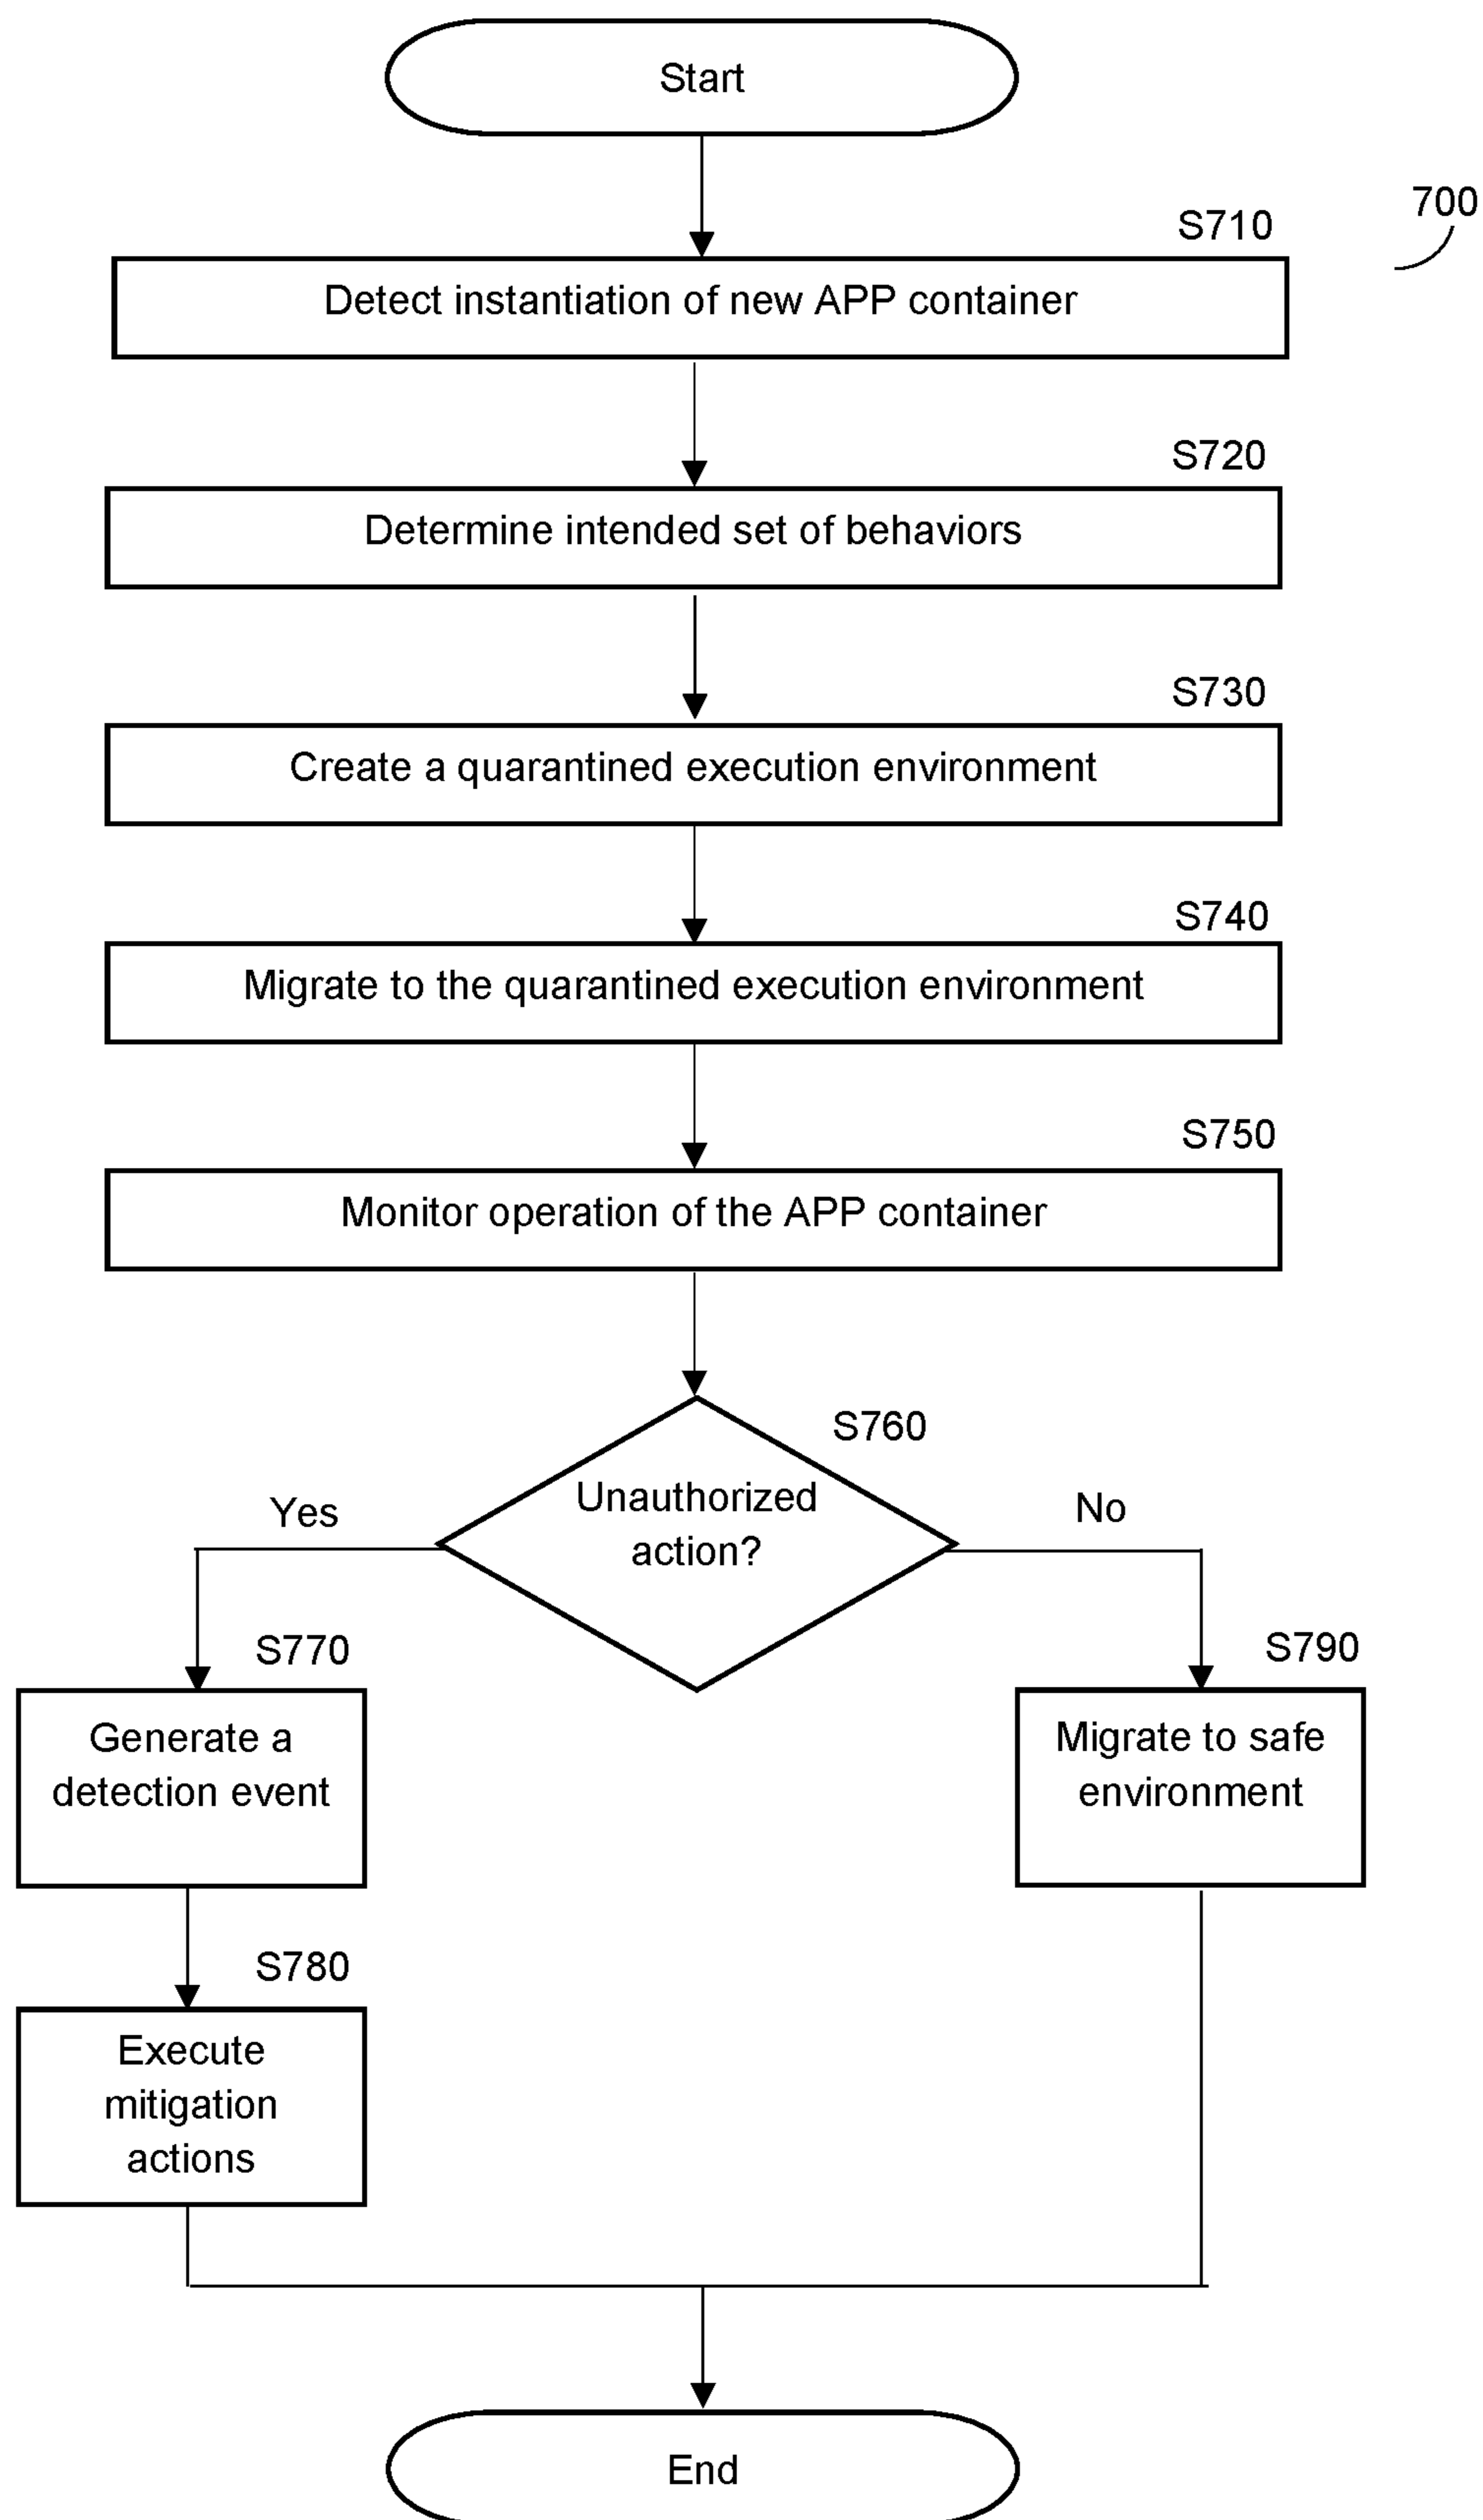 Start
700
S710
Detect instantiation of new APP container
S720
Determine intended set of behaviors
S730
Create a quarantined execution environment
S740
Migrate to the quarantined execution environment
S750
Monitor operation of the APP container
S760
Unauthorized
action?
Yes
No
S770
Generate a
detection event
S790
Migrate to safe
environment
S780
Execute
mitigation
actions
End